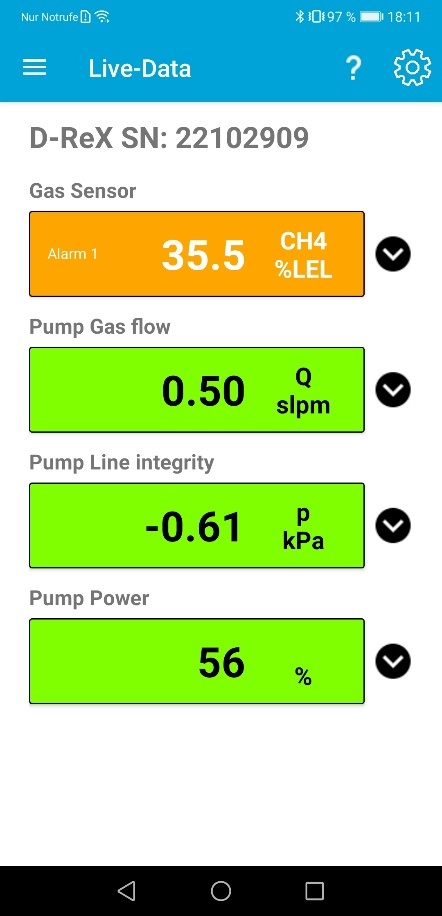 Nur Notrufe 97 % 18:11
Live-Data ?
D-ReX SN: 22102909
Gas Sensor
Alarm 1 35.5 CH4
%LEL
Pump Gas flow
0.50 Q
slpm
Pump Line integrity
-0.61 p
kPa
Pump Power
56 %